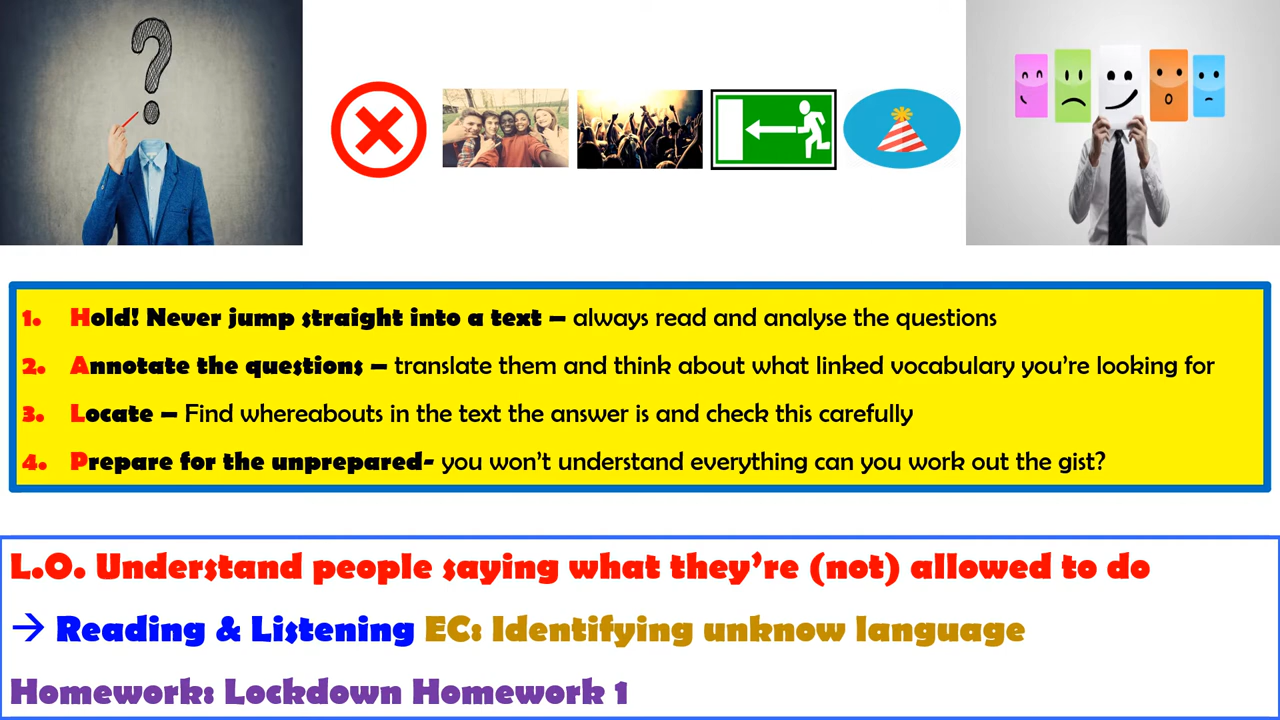 1. Hold! Never jump straight into a text – always read and analyse the questions
2. Annotate the questions – translate them and think about what linked vocabulary you're looking for
3. Locate – Find whereabouts in the text the answer is and check this carefully
4. Prepare for the unprepared- you won't understand everything can you work out the gist?
L.O. Understand people saying what they're (not) allowed to do
→ Reading & Listening EC: Identifying unknow language
Homework: Lockdown Homework 1